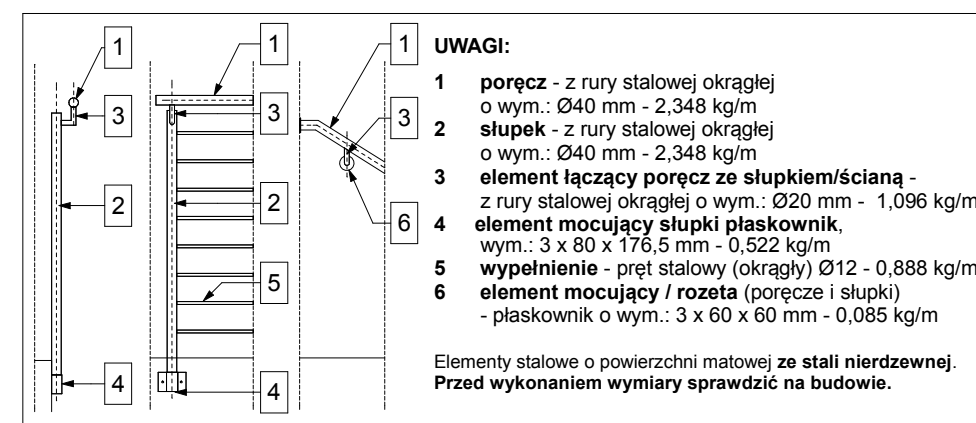 1
3
2
4
1
3
2
5
4
1
3
6
UWAGI:
1 poręcz - z rury stalowej okrągłej
o wym.: Ø40 mm - 2,348 kg/m
2 słupek - z rury stalowej okrągłej
o wym.: Ø40 mm - 2,348 kg/m
3 element łączący poręcz ze słupkiem/ścianą -
z rury stalowej okrągłej o wym.: Ø20 mm - 1,096 kg/m
4 element mocujący słupki płaskownik,
wym.: 3 x 80 x 176,5 mm - 0,522 kg/m
5 wypełnienie - pręt stalowy (okrągły) Ø12 - 0,888 kg/m
6 element mocujący / rozeta (poręcze i słupki)
- płaskownik o wym.: 3 x 60 x 60 mm - 0,085 kg/m
Elementy stalowe o powierzchni matowej ze stali nierdzewnej.
Przed wykonaniem wymiary sprawdzić na budowie.